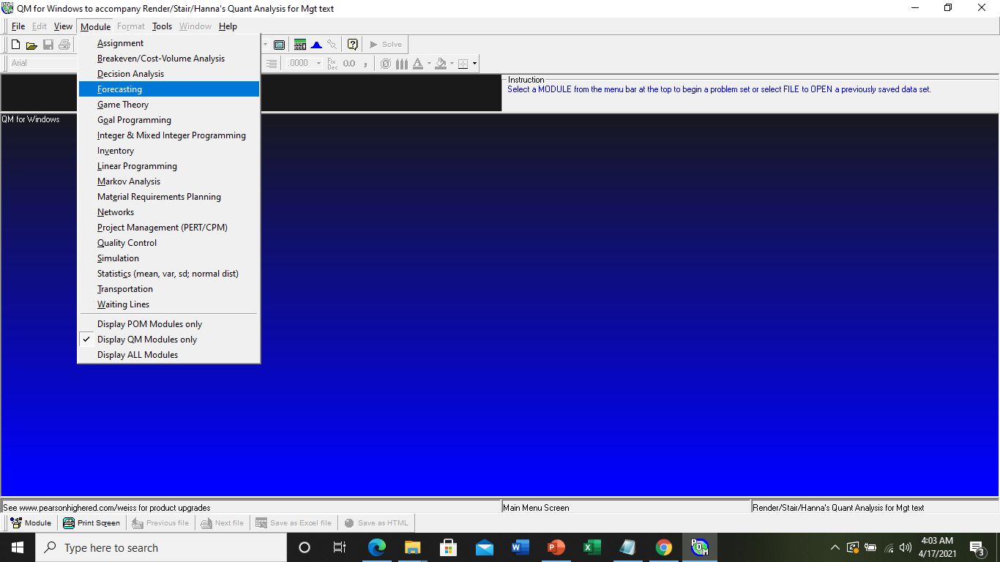 QM for Windows to accompany Render/Stair/Hanna's Quant Analysis for Mgt text
File Edit View Module Format Tools Window Help
Solve
Arial .0000 Fix Dec 0.0 ,
Assignment
Breakeven/Cost-Volume Analysis
Decision Analysis
Forecasting
Game Theory
Goal Programming
Integer & Mixed Integer Programming
Inventory
Linear Programming
Markov Analysis
Material Requirements Planning
Networks
Project Management (PERT/CPM)
Quality Control
Simulation
Statistics (mean, var, sd; normal dist)
Transportation
Waiting Lines
Display POM Modules only
Display QM Modules only
Display ALL Modules
Instruction
Select a MODULE from the menu bar at the top to begin a problem set or select FILE to OPEN a previously saved data set.
QM for Windows
See www.pearsonhighered.com/weiss for product upgrades Main Menu Screen Render/Stair/Hanna's Quant Analysis for Mgt text
Module Print Screen Previous file Next file Save as Excel file Save as HTML
Type here to search
4:03 AM
4/17/2021
3